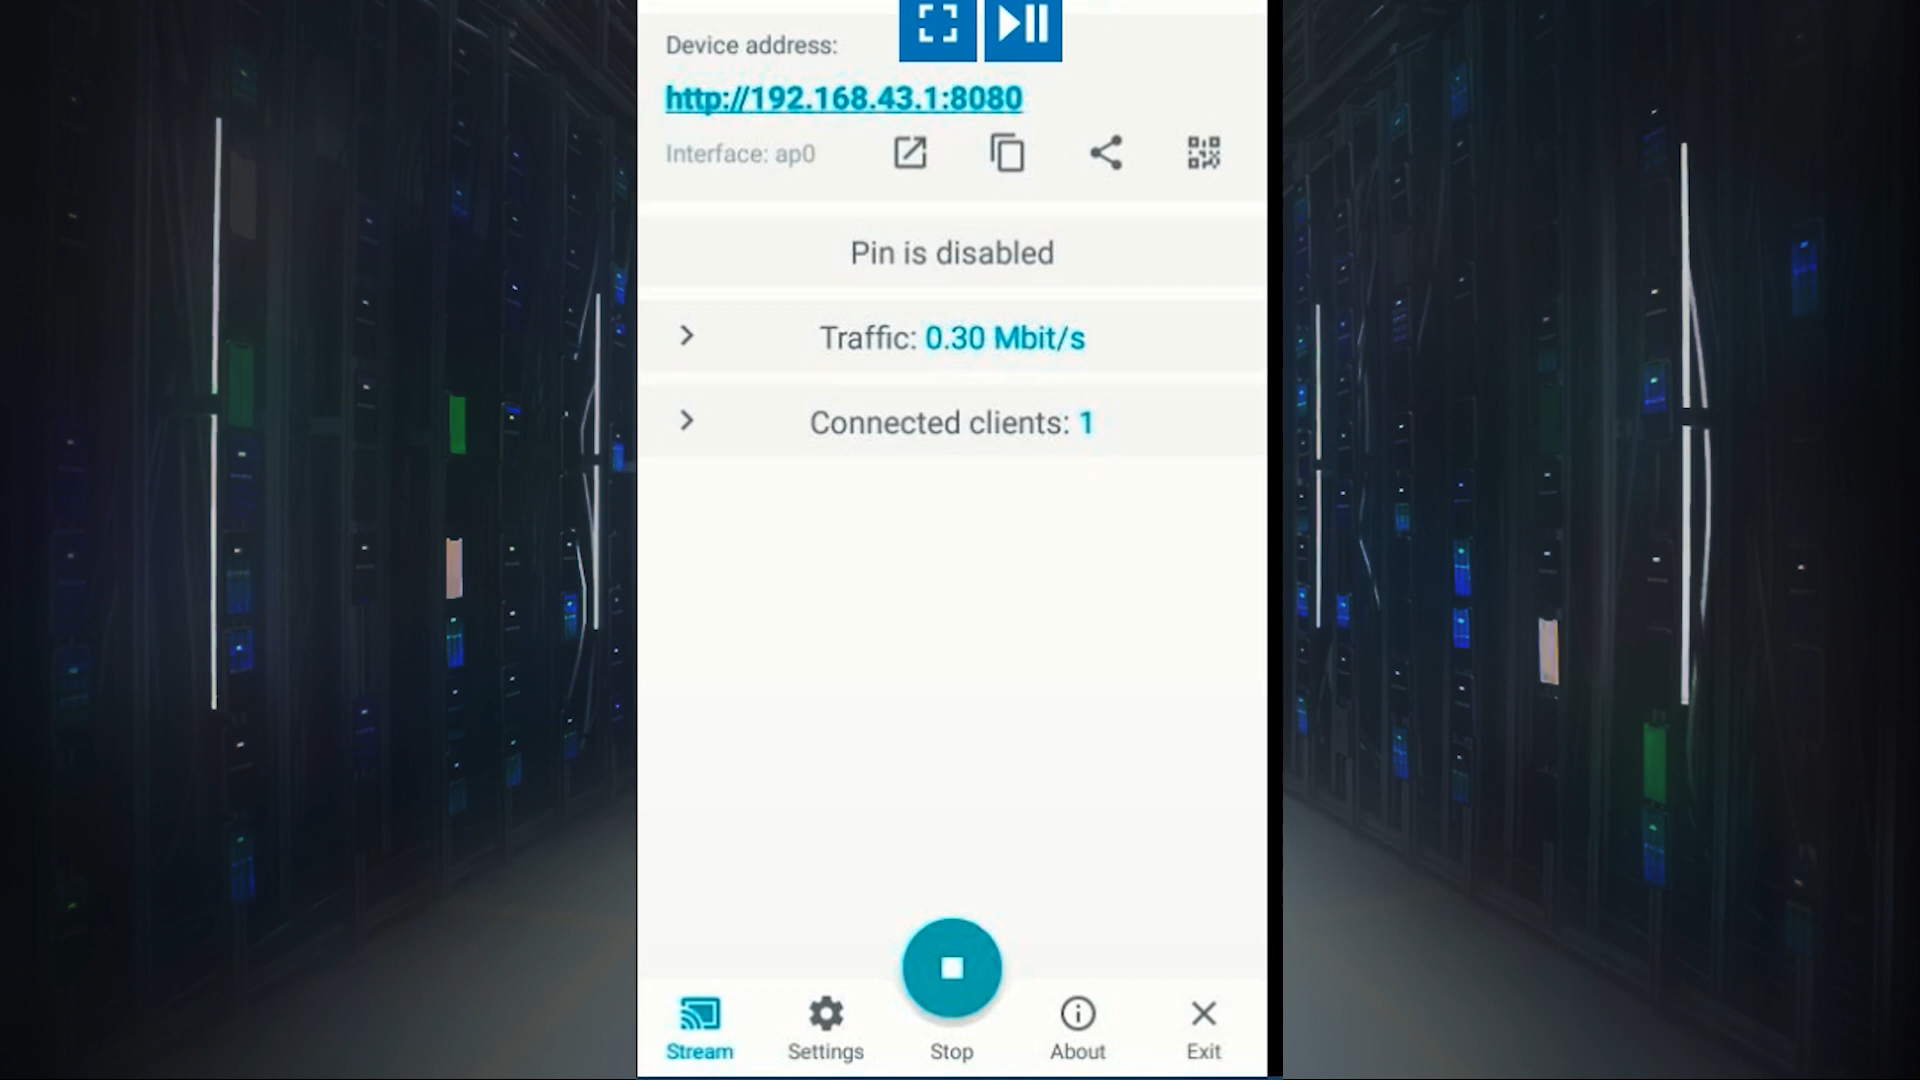 Device address:
http://192.168.43.1:8080
Interface: ap0
Pin is disabled
Traffic: 0.30 Mbit/s
Connected clients: 1
Stream
Settings
Stop
About
Exit